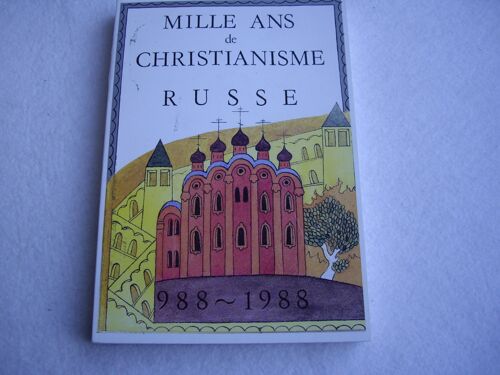 MILLE ANS
de
CHRISTIANISME
RUSSE
988~1988